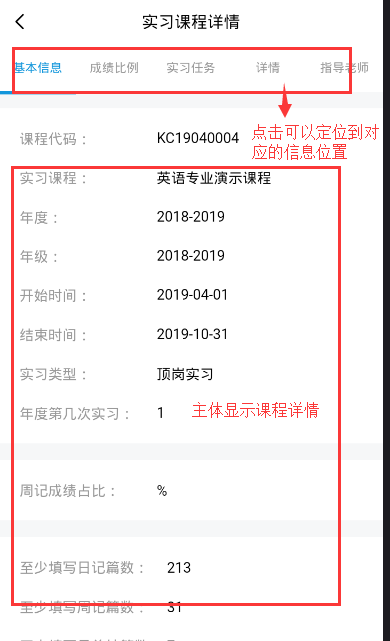 实习课程详情
基本信息 成绩比例 实习任务 详情 指导老师
点击可以定位到对
应的信息位置
课程代码： KC19040004
实习课程： 英语专业演示课程
年度： 2018-2019
年级： 2018-2019
开始时间： 2019-04-01
结束时间： 2019-10-31
实习类型： 顶岗实习
年度第几次实习： 1
主体显示课程详情
周记成绩占比： %
至少填写日记篇数： 213
至少填写周记篇数： 31